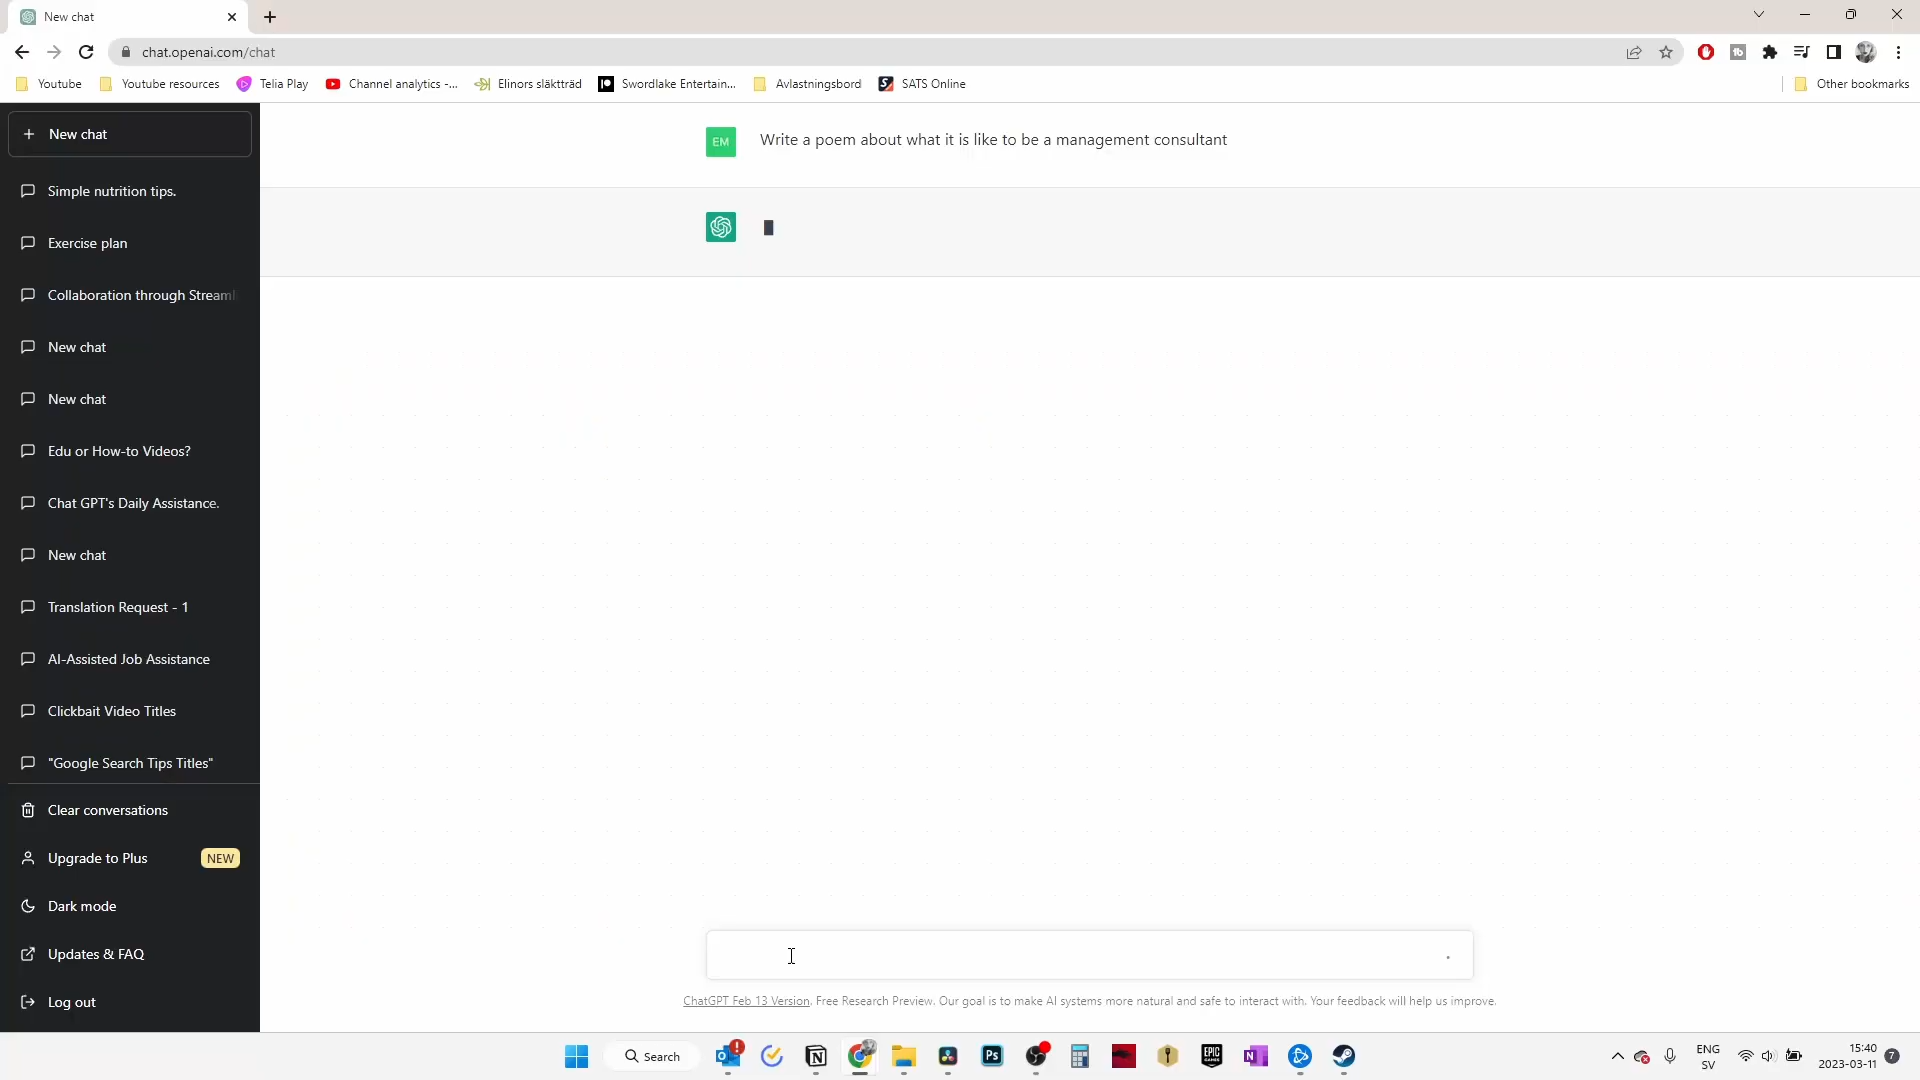 New chat
chat.openai.com/chat
Youtube
Youtube resources
Telia Play
Channel analytics -...
Elinors släktträd
Swordlake Entertain...
Avlastningsbord
SATS Online
Other bookmarks
New chat
Simple nutrition tips.
Exercise plan
Collaboration through Streaml
New chat
New chat
Edu or How-to Videos?
Chat GPT's Daily Assistance.
New chat
Translation Request - 1
AI-Assisted Job Assistance
Clickbait Video Titles
"Google Search Tips Titles"
Clear conversations
Upgrade to Plus NEW
Dark mode
Updates & FAQ
Log out
EM Write a poem about what it is like to be a management consultant
ChatGPT Feb 13 Version. Free Research Preview. Our goal is to make AI systems more natural and safe to interact with. Your feedback will help us improve.
Search
Ps
EPIC GAMES
N
ENG
SV
15:40
2023-03-11
7